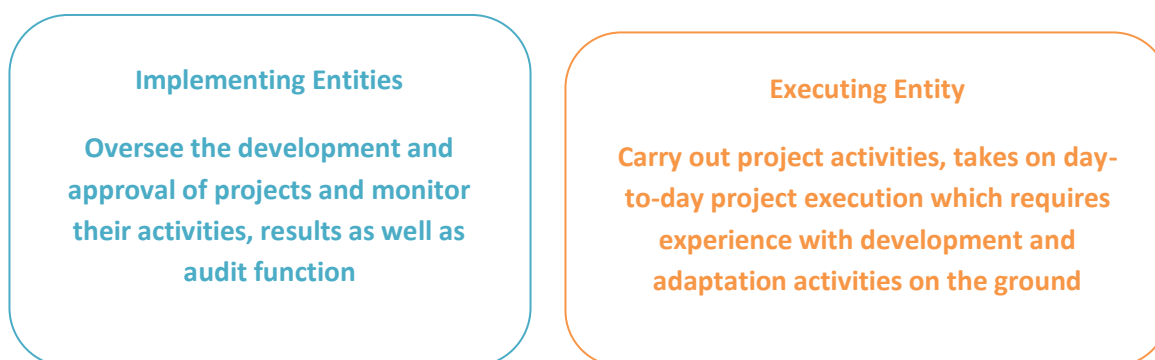 Implementing Entities
Oversee the development and
approval of projects and monitor
their activities, results as well as
audit function
Executing Entity
Carry out project activities, takes on day-
to-day project execution which requires
experience with development and
adaptation activities on the ground